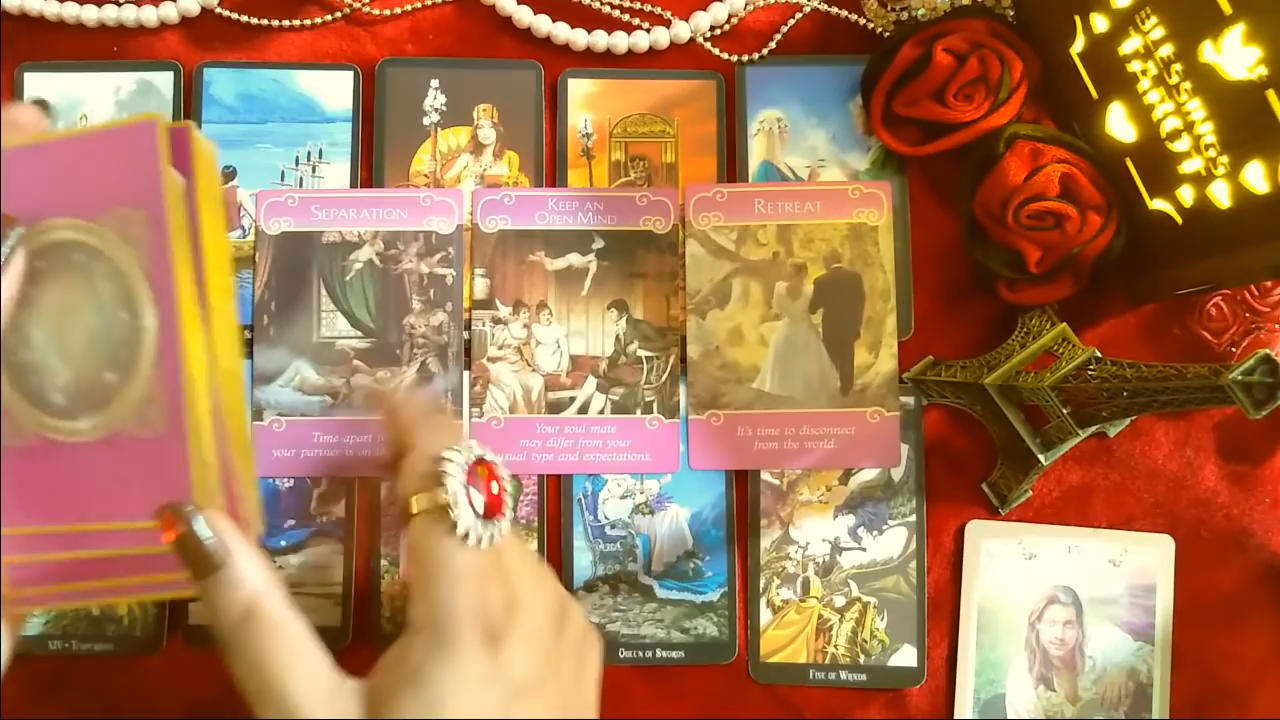 BLESSINGS
TAROT
SEPARATION
KEEP AN
OPEN MIND
RETREAT
Time apart
your partner is on
Your soul mate
may differ from your
usual type and expectations.
It's time to disconnect
from the world.
XIV • TEMPERANCE
QUEEN OF SWORDS
FIVE OF WANDS